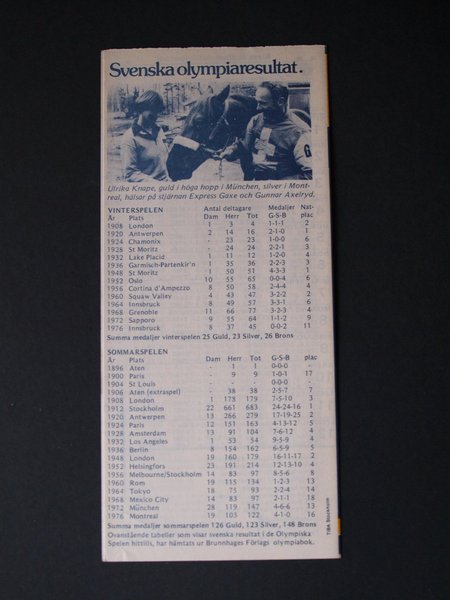 Svenska olympiaresultat.
Ulrika Knape, guld i höga hopp i München, silver i Mont-
real, hälsar på stjärnan Express Gaxe och Gunnar Axelryd.
VINTERSPELEN Antal deltagare Medaljer Nat-
År Plats Dam Herr Tot G-S-B plac
1908 London 1 3 4 1-1-1 2
1920 Antwerpen 2 14 16 2-1-0 1
1924 Chamonix - 23 23 1-0-0 6
1928 St Moritz - 24 24 2-2-1 3
1932 Lake Placid 1 11 12 1-2-0 4
1936 Garmisch-Partenkir'n 1 35 36 2-2-3 3
1948 St Moritz 1 50 51 4-3-3 1
1952 Oslo 10 55 65 0-0-4 6
1956 Cortina d'Ampezzo 8 50 58 2-4-4 4
1960 Squaw Valley 4 43 47 3-2-2 2
1964 Innsbruck 8 49 57 3-3-1 6
1968 Grenoble 11 66 77 3-2-3 4
1972 Sapporo 9 55 64 1-1-2 9
1976 Innsbruck 8 37 45 0-0-2 11
Summa medaljer vinterspelen 25 Guld, 23 Silver, 26 Brons
SOMMARSPELEN
År Plats Dam Herr Tot G-S-B plac
1896 Aten - 1 1 0-0-0 -
1900 Paris - 9 9 1-0-1 17
1904 St Louis - - - 0-0-0 -
1906 Aten (extraspel) - 38 38 2-5-7 7
1908 London 1 178 179 7-5-10 3
1912 Stockholm 22 661 683 24-24-16 1
1920 Antwerpen 13 266 279 17-19-25 2
1924 Paris 12 151 163 4-13-12 5
1928 Amsterdam 13 91 104 7-6-12 4
1932 Los Angeles 1 53 54 9-5-9 4
1936 Berlin 8 154 162 6-5-9 5
1948 London 19 160 179 16-11-17 2
1952 Helsingfors 23 191 214 12-13-10 4
1956 Melbourne/Stockholm 14 83 97 8-5-6 8
1960 Rom 19 115 134 1-2-3 13
1964 Tokyo 18 75 93 2-2-4 14
1968 Mexico City 14 83 97 2-1-1 18
1972 München 28 119 147 4-6-6 13
1976 Montreal 19 103 122 4-1-0 16
Summa medaljer sommarspelen 126 Guld, 123 Silver, 148 Brons
Ovanstående tabeller som visar svenska resultat i de Olympiska
Spelen hittills, har hämtats ur Brunnhages Förlags olympiabok.
TIBA Stockholm